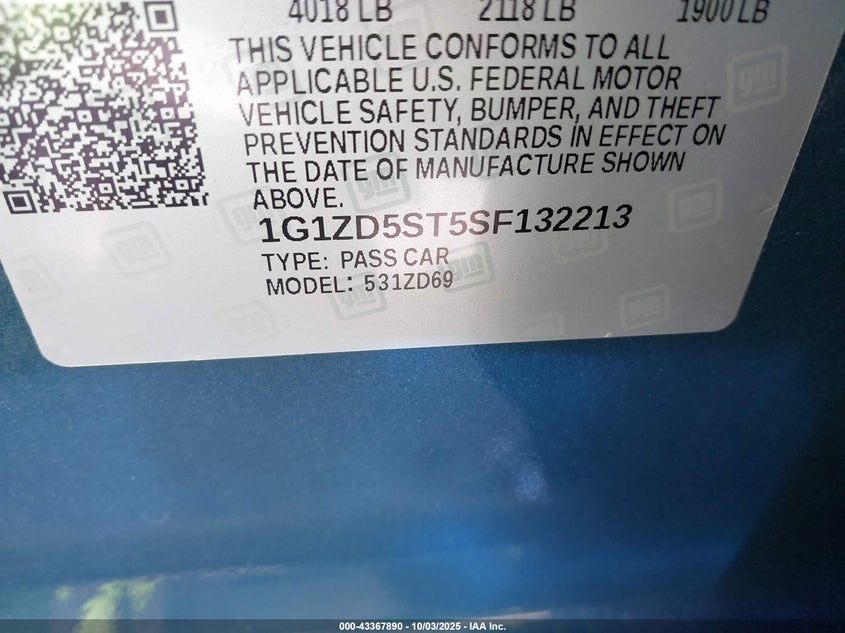 4018 LB 2118 LB 1900 LB
THIS VEHICLE CONFORMS TO ALL
APPLICABLE U.S. FEDERAL MOTOR
VEHICLE SAFETY, BUMPER, AND THEFT
PREVENTION STANDARDS IN EFFECT ON
THE DATE OF MANUFACTURE SHOWN
ABOVE.
1G1ZD5ST5SF132213
TYPE: PASS CAR
MODEL: 531ZD69
gm
000-43367890 - 10/03/2025 - IAA Inc.